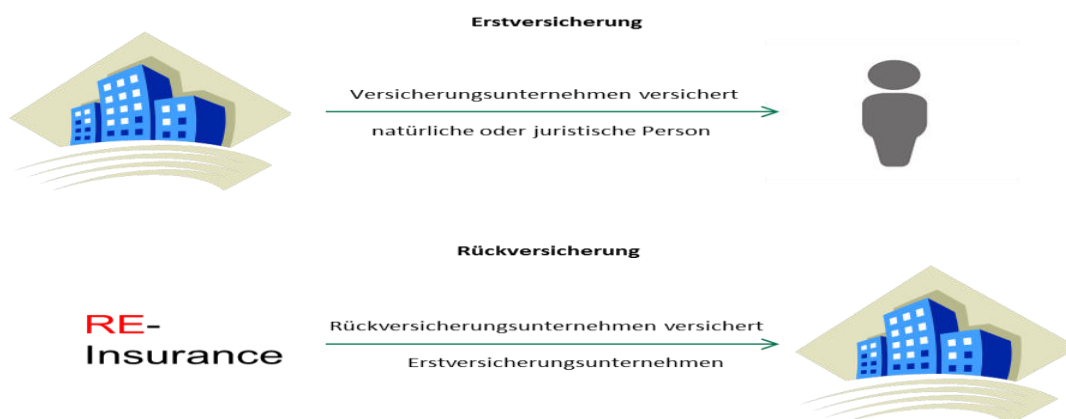 Erstversicherung
Versicherungsunternehmen versichert
natürliche oder juristische Person
Rückversicherung
RE-
Insurance
Rückversicherungsunternehmen versichert
Erstversicherungsunternehmen